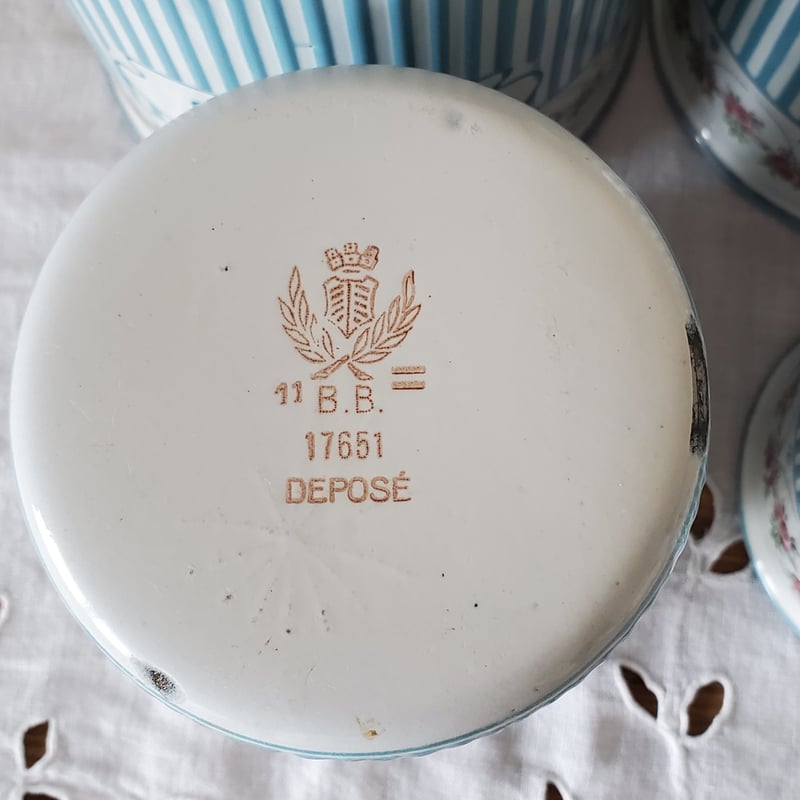 11 B.B. =
17651
DEPOSÉ